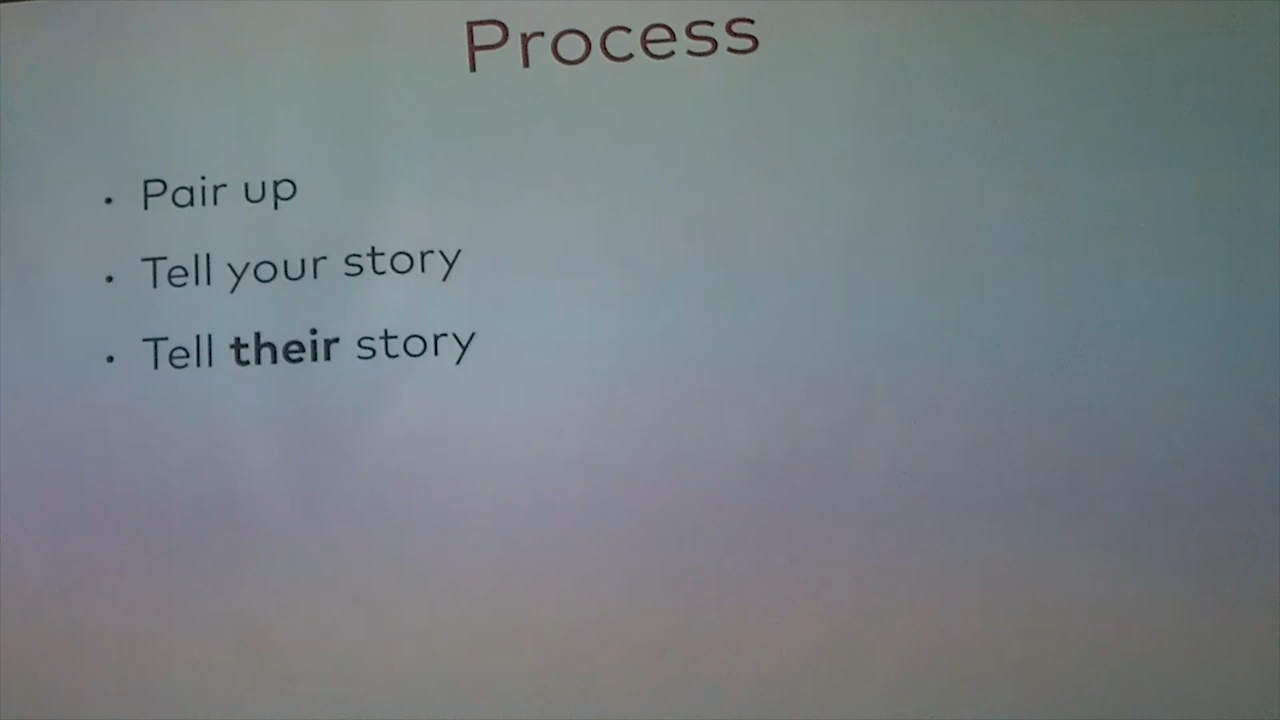 Process
• Pair up
• Tell your story
• Tell their story